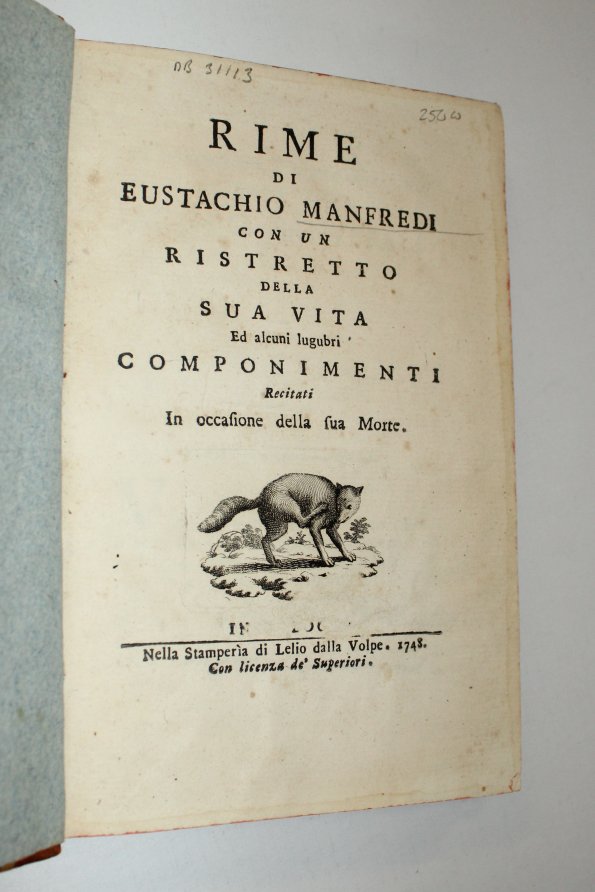 DB 31113
RIME
DI
EUSTACHIO MANFREDI
CON UN
RISTRETTO
DELLA
SUA VITA
Ed alcuni lugubri
COMPONIMENTI
Recitati
In occaſione della ſua Morte.
IN
Nella Stamperìa di Lelio dalla Volpe. 1748.
Con licenza de' Superiori.